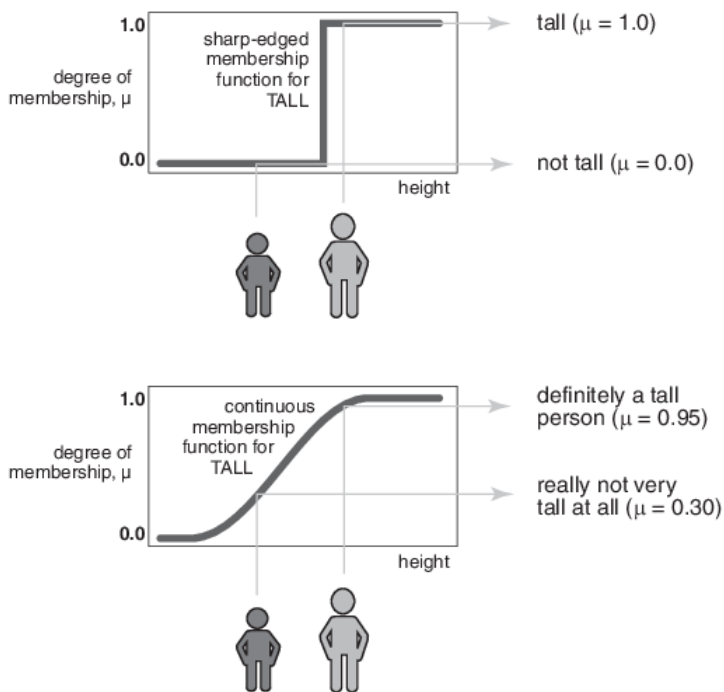 1.0
sharp-edged
membership
function for
TALL
degree of
membership, μ
0.0
height
tall (μ = 1.0)
not tall (μ = 0.0)
1.0
continuous
membership
function for
TALL
degree of
membership, μ
0.0
height
definitely a tall
person (μ = 0.95)
really not very
tall at all (μ = 0.30)